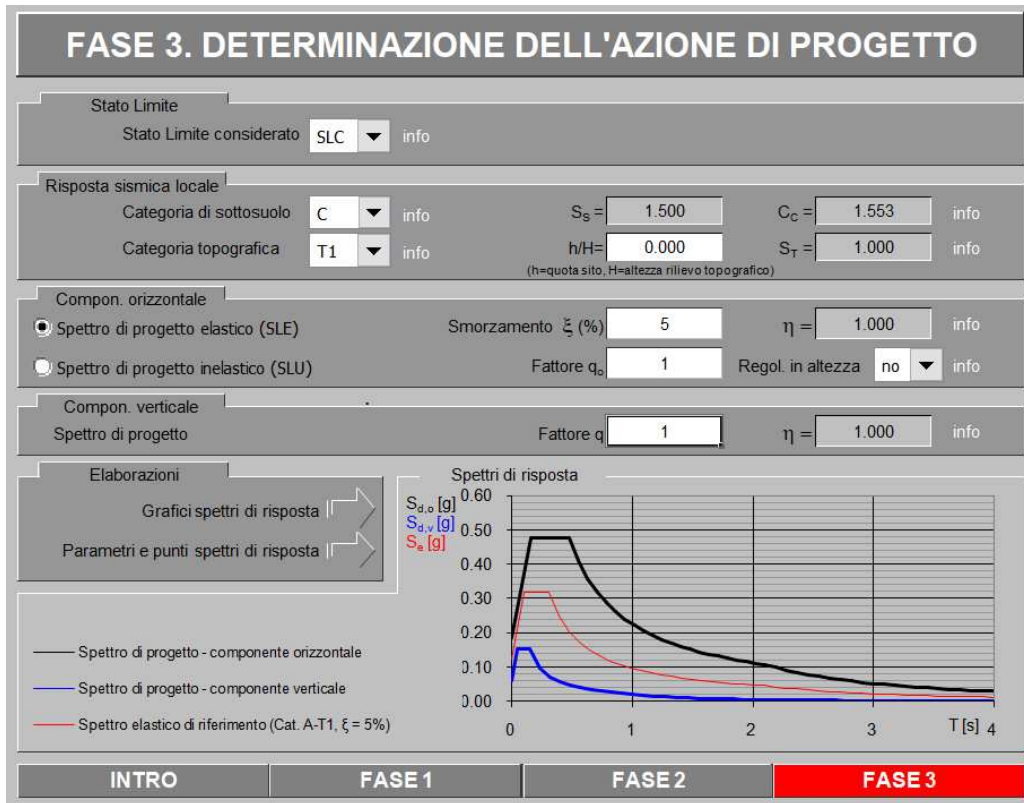 FASE 3. DETERMINAZIONE DELL'AZIONE DI PROGETTO
Stato Limite
Stato Limite considerato SLC info
Risposta sismica locale
Categoria di sottosuolo C info S_S = 1.500 C_C = 1.553 info
Categoria topografica T1 info h/H= 0.000 S_T = 1.000 info
(h=quota sito, H=altezza rilievo topografico)
Compon. orizzontale
Spettro di progetto elastico (SLE) Smorzamento ξ (%) 5 η = 1.000 info
Spettro di progetto inelastico (SLU) Fattore q_o 1 Regol. in altezza no info
Compon. verticale
Spettro di progetto Fattore q 1 η = 1.000 info
Elaborazioni
Grafici spettri di risposta
Parametri e punti spettri di risposta
Spettri di risposta
S_d,o [g]
S_d,v [g]
S_e [g]
0.60
0.50
0.40
0.30
0.20
0.10
0.00
0 1 2 3 T [s] 4
Spettro di progetto - componente orizzontale
Spettro di progetto - componente verticale
Spettro elastico di riferimento (Cat. A-T1, ξ = 5%)
INTRO FASE 1 FASE 2 FASE 3